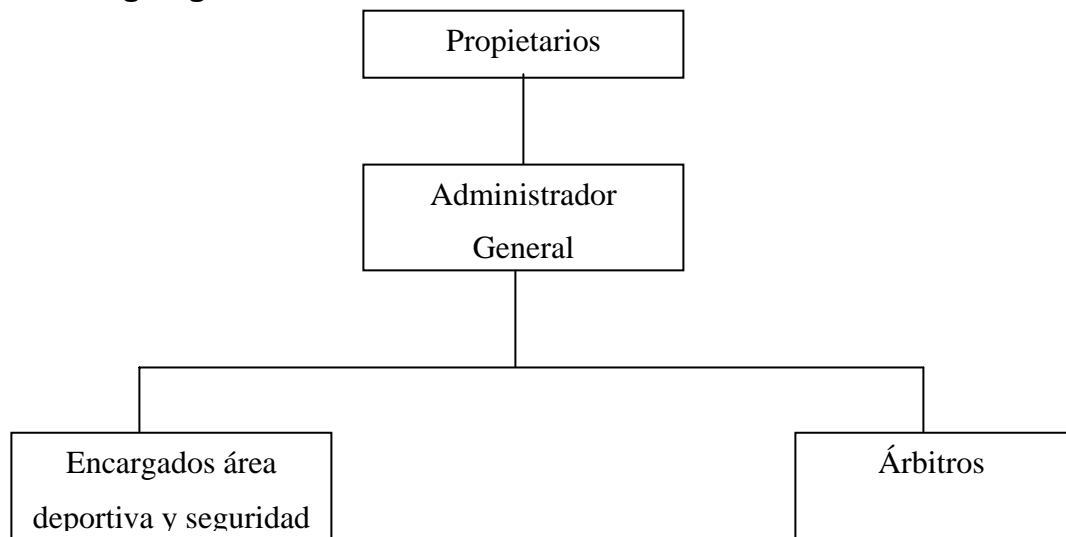 Propietarios
Administrador
General
Encargados área
Árbitros
deportiva y seguridad